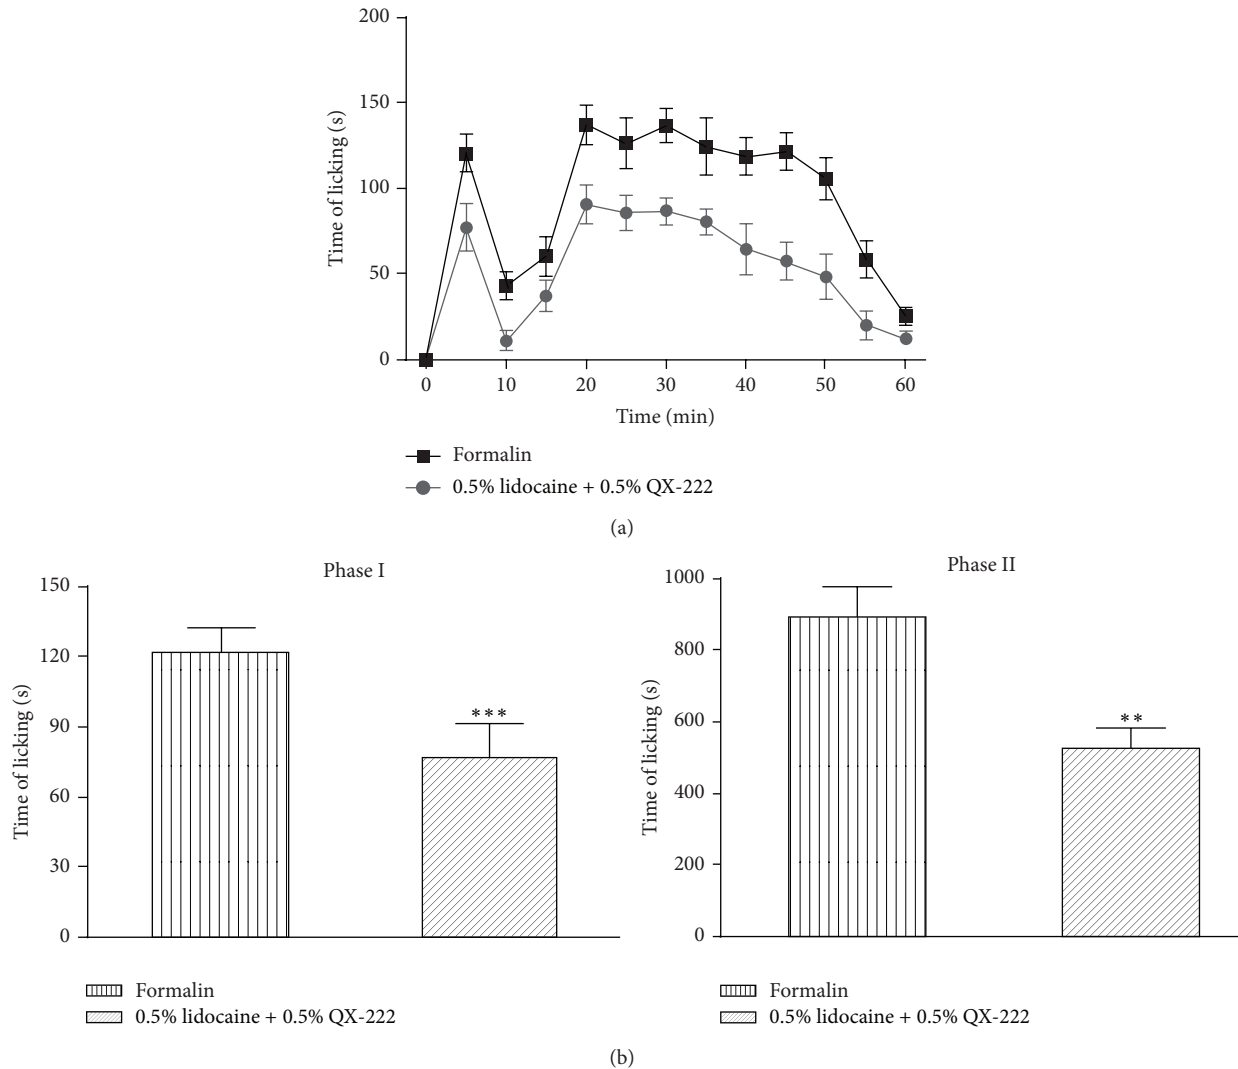 200
150
100
50
0
Time of licking (s)
0 10 20 30 40 50 60
Time (min)
Formalin
0.5% lidocaine + 0.5% QX-222
(a)
Phase I
150
120
90
60
30
0
Time of licking (s)
***
Formalin
0.5% lidocaine + 0.5% QX-222
Phase II
1000
800
600
400
200
0
Time of licking (s)
**
Formalin
0.5% lidocaine + 0.5% QX-222
(b)